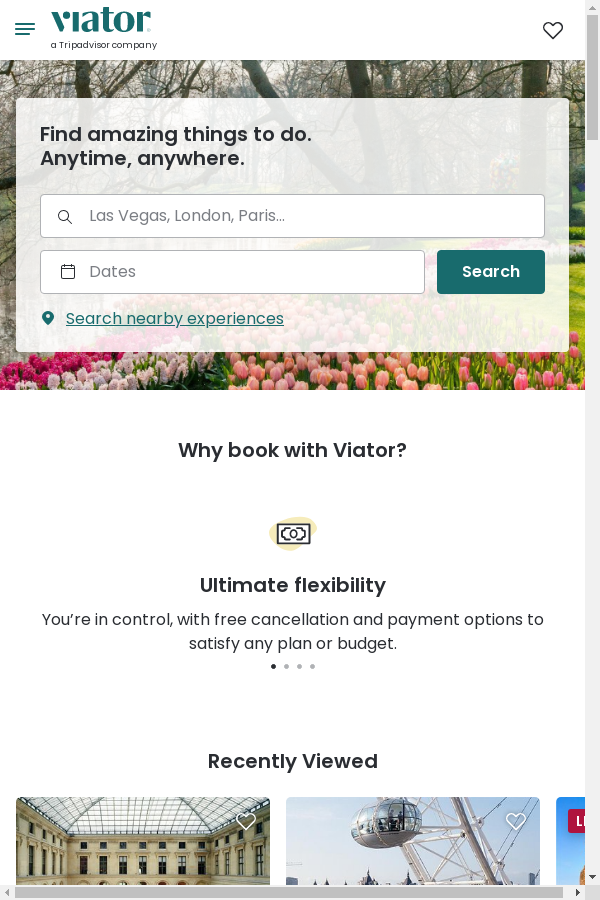 viator
a Tripadvisor company
Find amazing things to do.
Anytime, anywhere.
Las Vegas, London, Paris...
Dates
Search
Search nearby experiences
Why book with Viator?
Ultimate flexibility
You’re in control, with free cancellation and payment options to
satisfy any plan or budget.
Recently Viewed